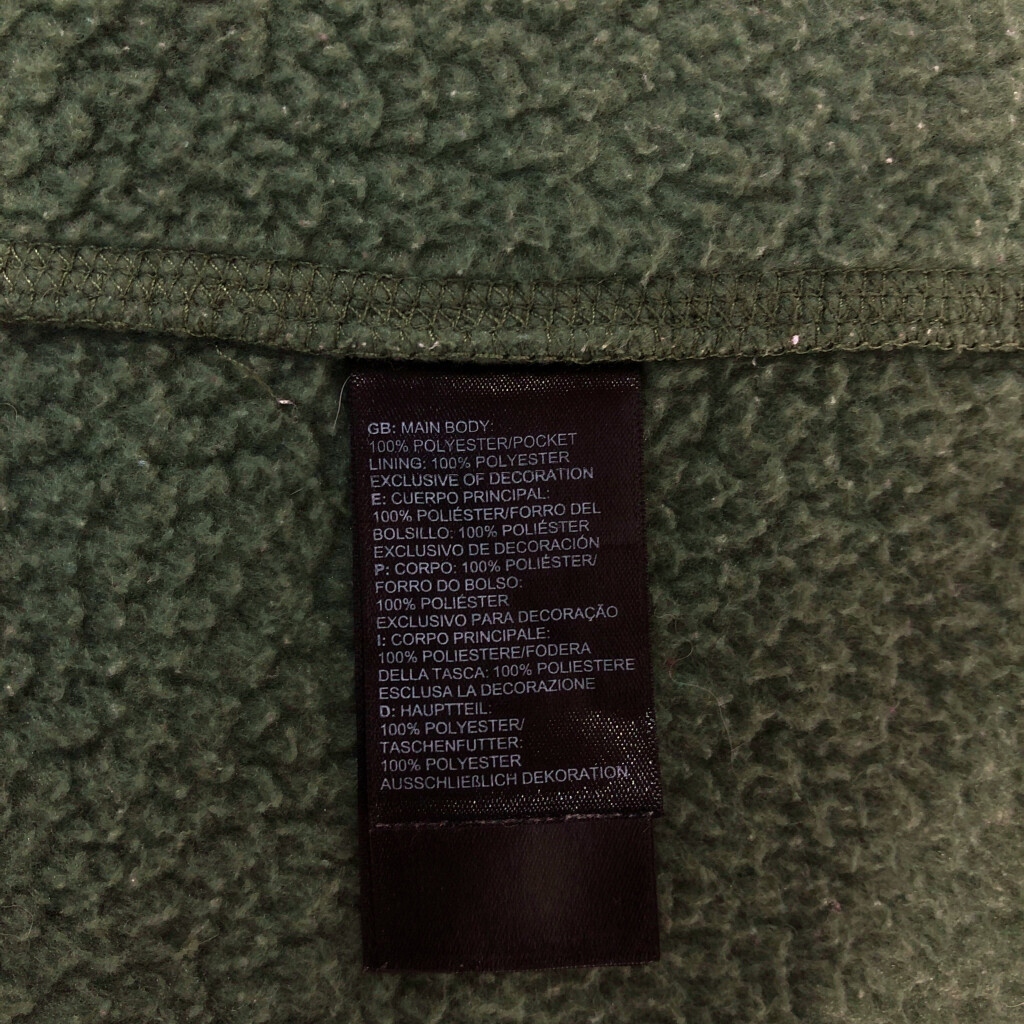 GB: MAIN BODY:
100% POLYESTER/POCKET
LINING: 100% POLYESTER
EXCLUSIVE OF DECORATION
E: CUERPO PRINCIPAL:
100% POLIÉSTER/FORRO DEL
BOLSILLO: 100% POLIÉSTER
EXCLUSIVO DE DECORACIÓN
P: CORPO: 100% POLIÉSTER/
FORRO DO BOLSO:
100% POLIÉSTER
EXCLUSIVO PARA DECORAÇÃO
I: CORPO PRINCIPALE:
100% POLIESTERE/FODERA
DELLA TASCA: 100% POLIESTERE
ESCLUSA LA DECORAZIONE
D: HAUPTTEIL:
100% POLYESTER/
TASCHENFUTTER:
100% POLYESTER
AUSSCHLIEßLICH DEKORATION.